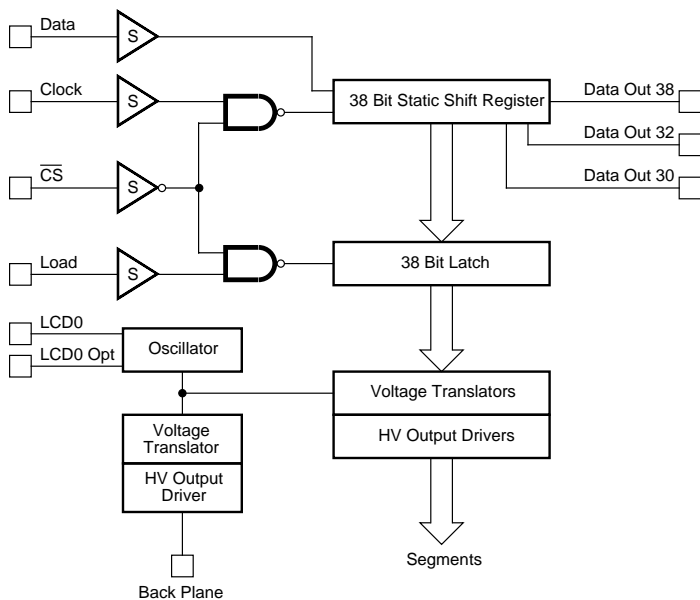 Data
S
Clock
S
38 Bit Static Shift Register
Data Out 38
Data Out 32
CS
S
Data Out 30
Load
S
38 Bit Latch
LCD0
LCD0 Opt
Oscillator
Voltage Translators
HV Output Drivers
Voltage
Translator
HV Output
Driver
Segments
Back Plane